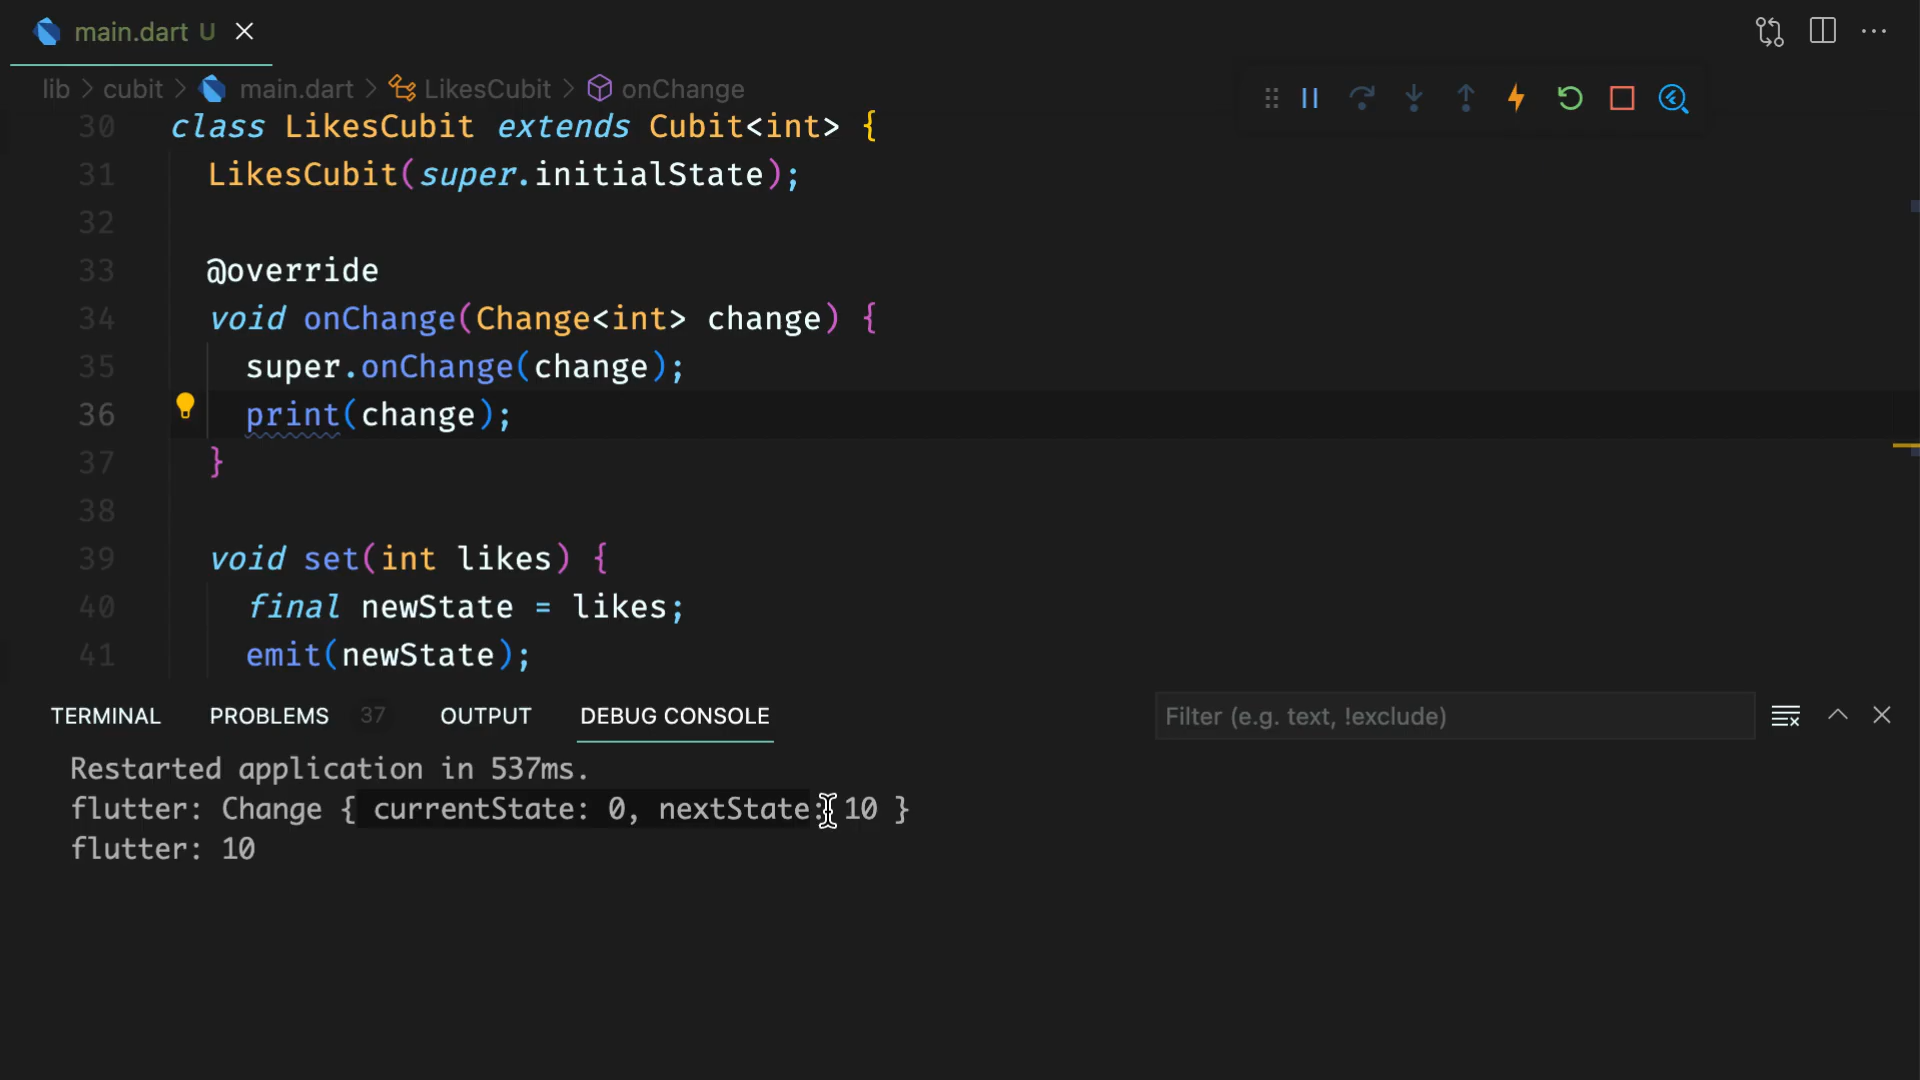 main.dart U
lib > cubit > main.dart > LikesCubit > onChange
30 class LikesCubit extends Cubit<int> {
31 LikesCubit(super.initialState);
32
33 @override
34 void onChange(Change<int> change) {
35 super.onChange(change);
36 print(change);
37 }
38
39 void set(int likes) {
40 final newState = likes;
41 emit(newState);
TERMINAL PROBLEMS 37 OUTPUT DEBUG CONSOLE Filter (e.g. text, !exclude)
Restarted application in 537ms.
flutter: Change { currentState: 0, nextState: 10 }
flutter: 10